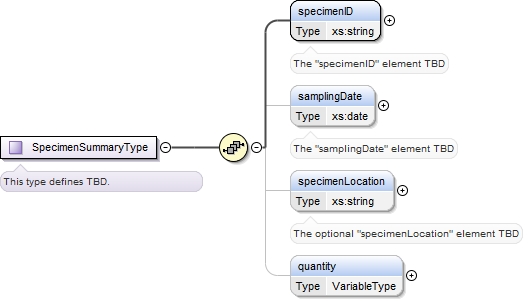 specimenID
Type xs:string
The "specimenID" element TBD
samplingDate
Type xs:date
The "samplingDate" element TBD
SpecimenSummaryType
This type defines TBD.
specimenLocation
Type xs:string
The optional "specimenLocation" element TBD
quantity
Type VariableType